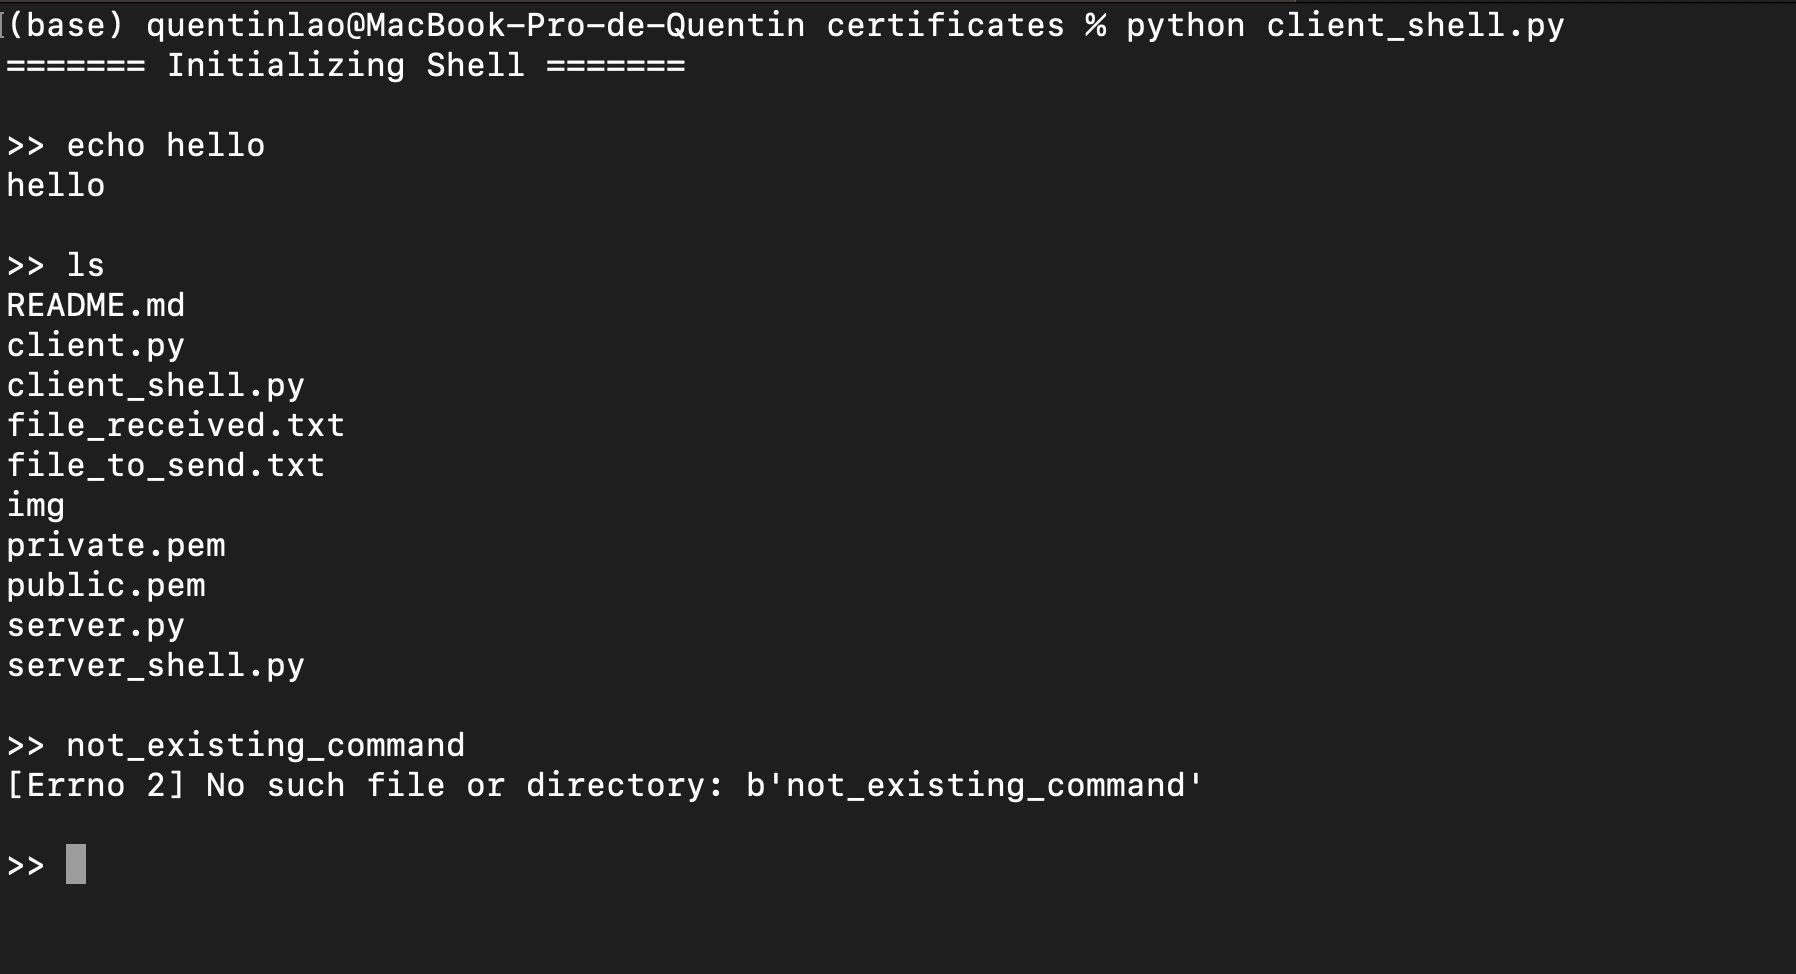 (base) quentinlao@MacBook-Pro-de-Quentin certificates % python client_shell.py
======= Initializing Shell =======
>> echo hello
hello
>> ls
README.md
client.py
client_shell.py
file_received.txt
file_to_send.txt
img
private.pem
public.pem
server.py
server_shell.py
>> not_existing_command
[Errno 2] No such file or directory: b'not_existing_command'
>>